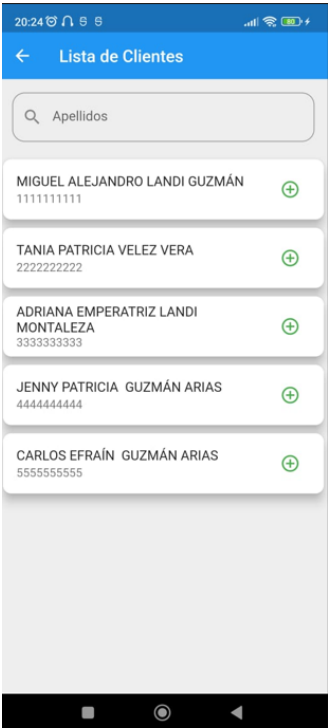 20:24
80
Lista de Clientes
Apellidos
MIGUEL ALEJANDRO LANDI GUZMÁN
1111111111
TANIA PATRICIA VELEZ VERA
2222222222
ADRIANA EMPERATRIZ LANDI
MONTALEZA
3333333333
JENNY PATRICIA  GUZMÁN ARIAS
4444444444
CARLOS EFRAÍN  GUZMÁN ARIAS
5555555555